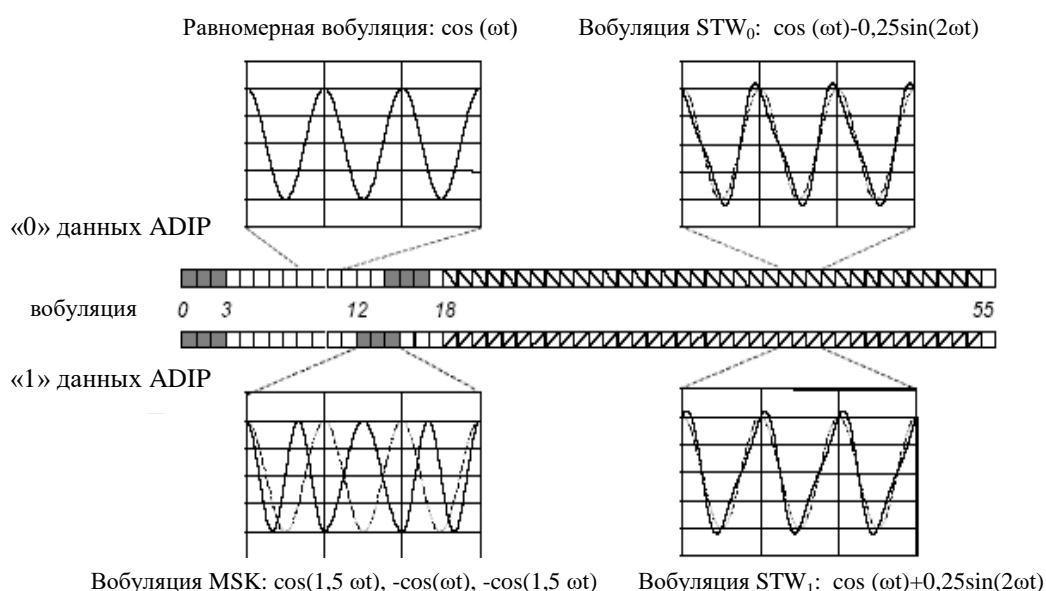 Равномерная вобуляция: cos (ωt)
Вобуляция STW₀:  cos (ωt)-0,25sin(2ωt)
«0» данных ADIP
вобуляция
0 3 12 18 55
«1» данных ADIP
Вобуляция MSK: cos(1,5 ωt), -cos(ωt), -cos(1,5 ωt)
Вобуляция STW₁:  cos (ωt)+0,25sin(2ωt)